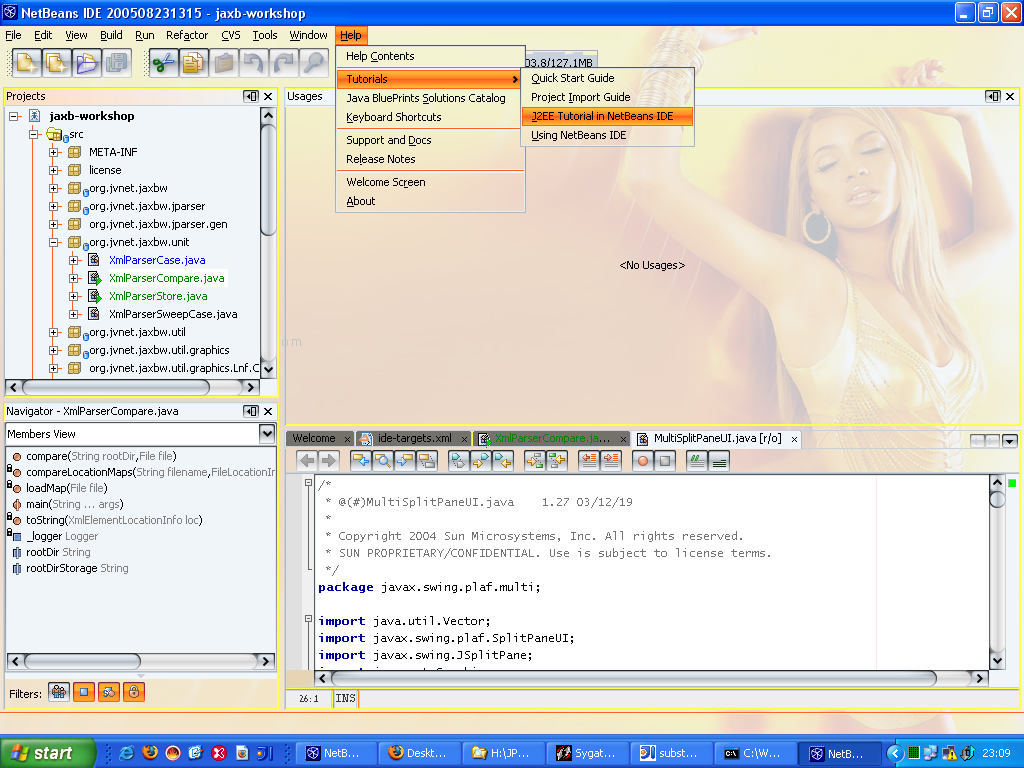 NetBeans IDE 200508231315 - jaxb-workshop
File Edit View Build Run Refactor CVS Tools Window Help
03.8/127.1MB
Help Contents
Tutorials
Java BluePrints Solutions Catalog
Keyboard Shortcuts
Support and Docs
Release Notes
Welcome Screen
About
Quick Start Guide
Project Import Guide
J2EE Tutorial in NetBeans IDE
Using NetBeans IDE
Projects
jaxb-workshop
src
META-INF
license
org.jvnet.jaxbw
org.jvnet.jaxbw.jparser
org.jvnet.jaxbw.jparser.gen
org.jvnet.jaxbw.unit
XmlParserCase.java
XmlParserCompare.java
XmlParserStore.java
XmlParserSweepCase.java
org.jvnet.jaxbw.util
org.jvnet.jaxbw.util.graphics
org.jvnet.jaxbw.util.graphics.Lnf.C
Usages
<No Usages>
om
Navigator - XmlParserCompare.java
Members View
compare(String rootDir,File file)
compareLocationMaps(String filename,FileLocationIr
loadMap(File file)
main(String ... args)
toString(XmlElementLocationInfo loc)
_logger Logger
rootDir String
rootDirStorage String
Filters:
Welcome ide-targets.xml XmlParserCompare.ja... MultiSplitPaneUI.java [r/o]
/*
* @(#)MultiSplitPaneUI.java 1.27 03/12/19
*
* Copyright 2004 Sun Microsystems, Inc. All rights reserved.
* SUN PROPRIETARY/CONFIDENTIAL. Use is subject to license terms.
*/
package javax.swing.plaf.multi;
import java.util.Vector;
import javax.swing.plaf.SplitPaneUI;
import javax.swing.JSplitPane;
26:1 INS
start
NetB... Deskt... H:\JP... Sygat... subst... C:\W... NetB...
23:09